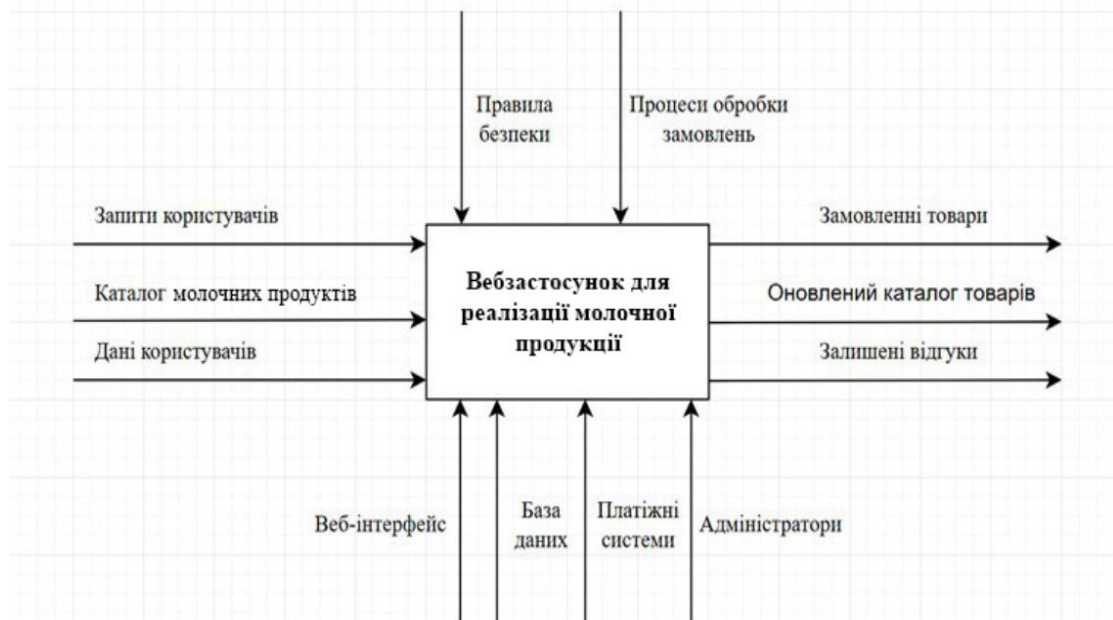 Правила
безпеки
Процеси обробки
замовлень
Запити користувачів
Замовленні товари
Каталог молочних продуктів
Вебзастосунок для
реалізації молочної
продукції
Оновлений каталог товарів
Дані користувачів
Залишені відгуки
Веб-інтерфейс
База
даних
Платіжні
системи
Адміністратори